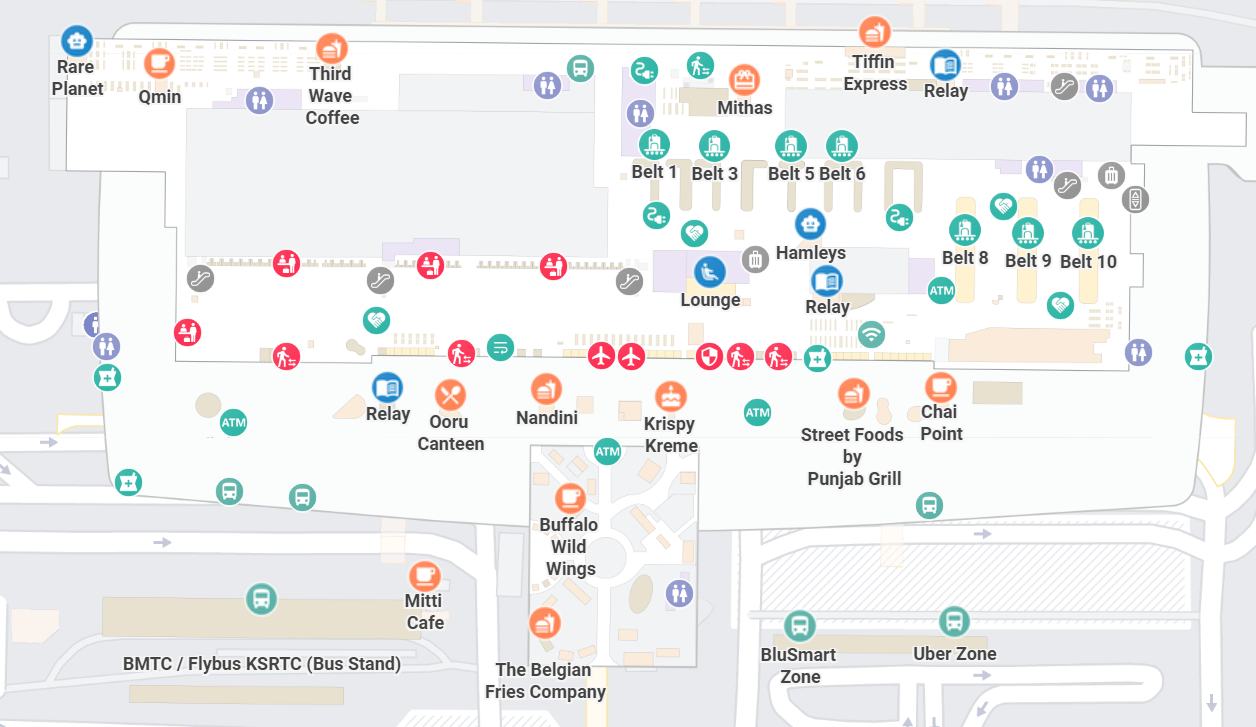 Rare
Planet
Qmin
Third
Wave
Coffee
Mithas
Tiffin
Express
Relay
Belt 1
Belt 3
Belt 5
Belt 6
Hamleys
Belt 8
Belt 9
Belt 10
Lounge
Relay
ATM
Relay
Ooru
Canteen
Nandini
Krispy
Kreme
ATM
ATM
Street Foods
by
Punjab Grill
Chai
Point
ATM
Buffalo
Wild
Wings
Mitti
Cafe
The Belgian
Fries Company
BMTC / Flybus KSRTC (Bus Stand)
BluSmart
Zone
Uber Zone